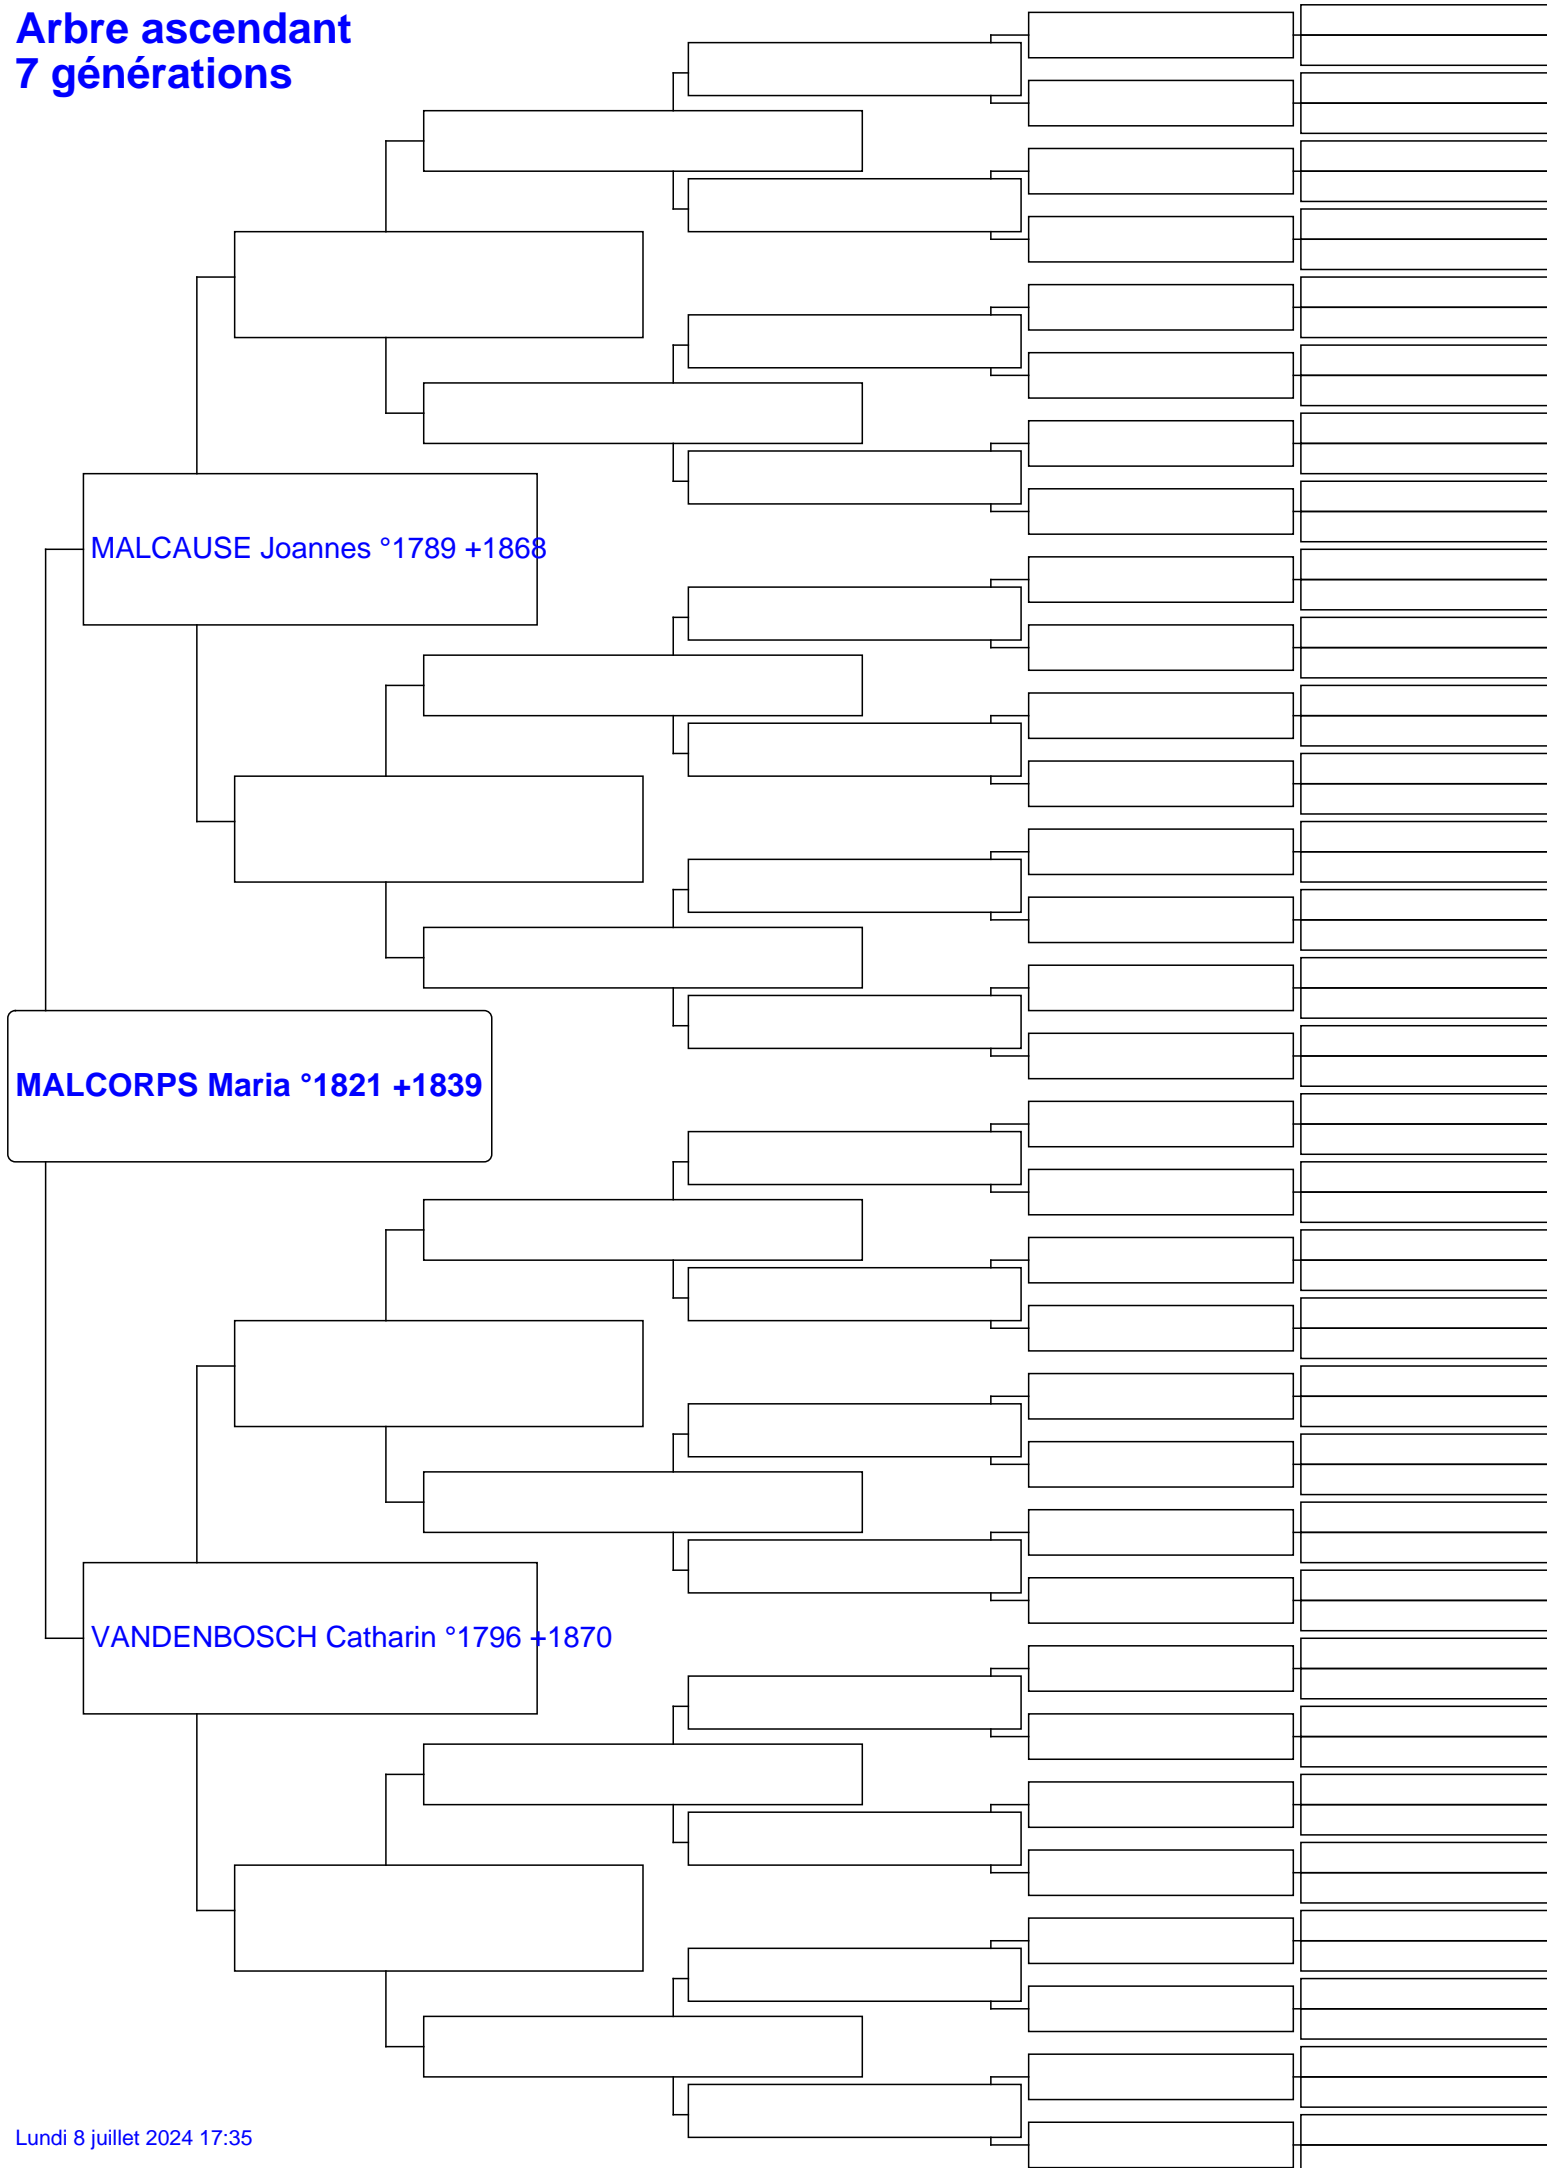 Arbre ascendant
7 générations
MALCAUSE Joannes °1789 +1868
MALCORPS Maria °1821 +1839
VANDENBOSCH Catharin °1796 +1870
Lundi 8 juillet 2024 17:35